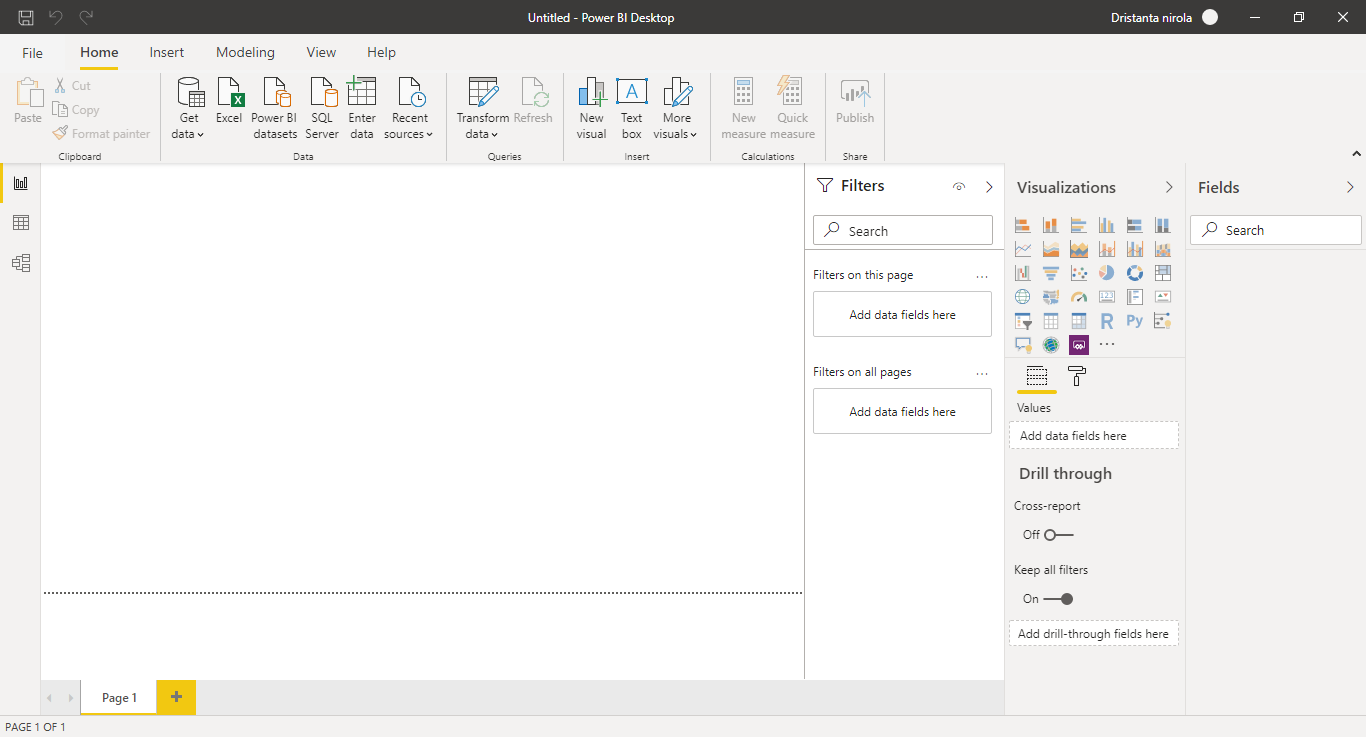 Untitled - Power BI Desktop
Dristanta nirola
File
Home
Insert
Modeling
View
Help
Paste
Cut
Copy
Format painter
Clipboard
Get data
Excel
Power BI datasets
SQL Server
Enter data
Recent sources
Data
Transform data
Refresh
Queries
New visual
Text box
More visuals
Insert
New measure
Quick measure
Calculations
Publish
Share
Filters
Search
Filters on this page
...
Add data fields here
Filters on all pages
...
Add data fields here
Visualizations
123
R
Py
...
Values
Add data fields here
Drill through
Cross-report
Off
Keep all filters
On
Add drill-through fields here
Fields
Search
Page 1
PAGE 1 OF 1